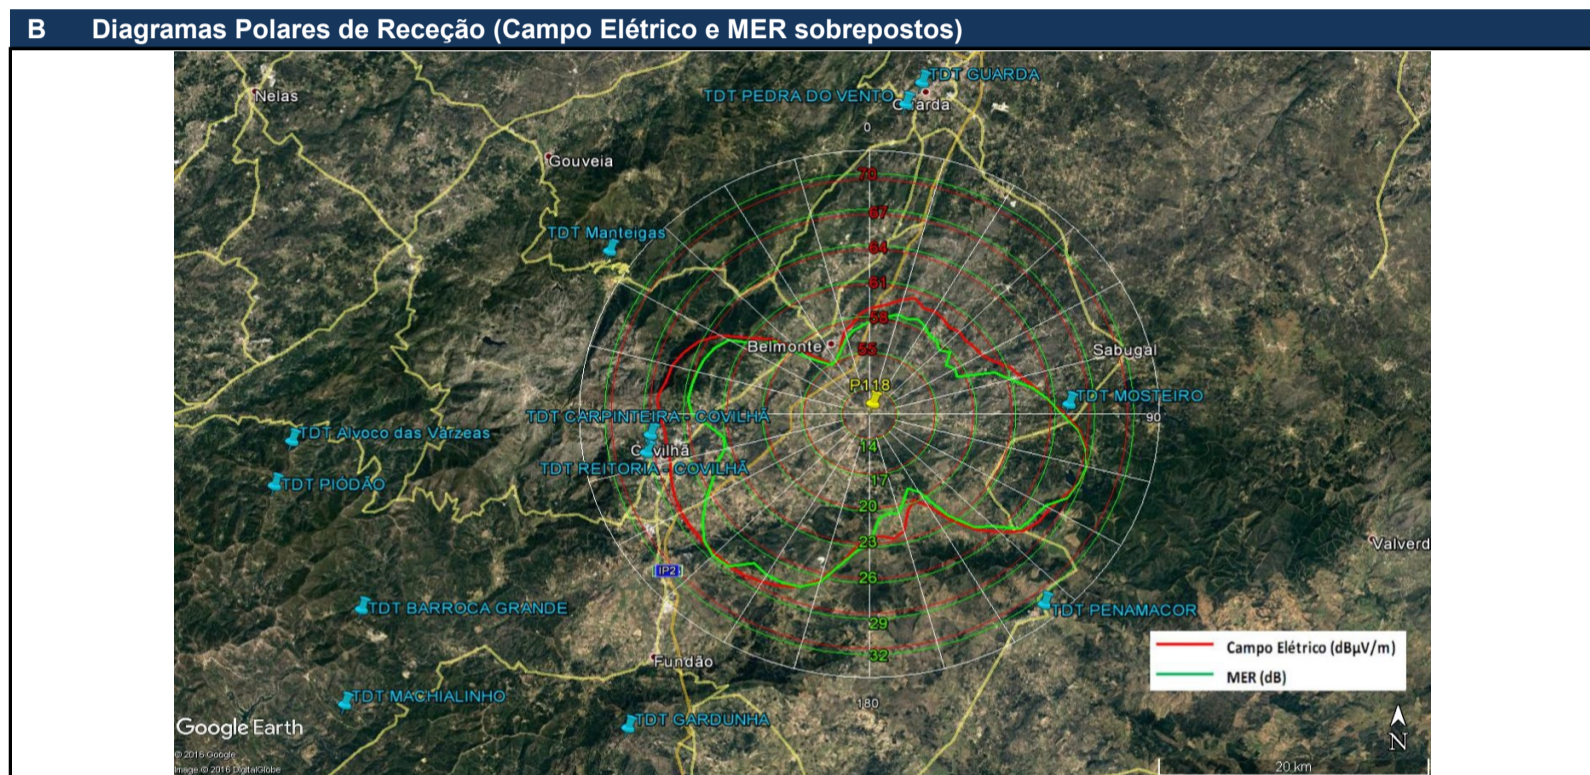 B Diagramas Polares de Receção (Campo Elétrico e MER sobrepostos)
TDT GUARDA
Nelas
TDT PEDRA DO VENTO
Guarda
0
Gouveia
70
67
TDT Manteigas
64
61
58
Belmonte
55
Sabugal
P118
TDT MOSTEIRO
TDT CARPINTEIRA - COVILHÃ
90
TDT Alvoco das Várzeas
14
Covilhã
TDT REITORIA - COVILHÃ
17
TDT PIÓDÃO
20
23
Valverd
IP2
26
TDT BARROCA GRANDE
TDT PENAMACOR
29
Campo Elétrico (dBµV/m)
32
Fundão
MER (dB)
TDT MACHIALINHO
180
TDT GARDUNHA
Google Earth
N
© 2016 Google
Image © 2016 DigitalGlobe
20 km